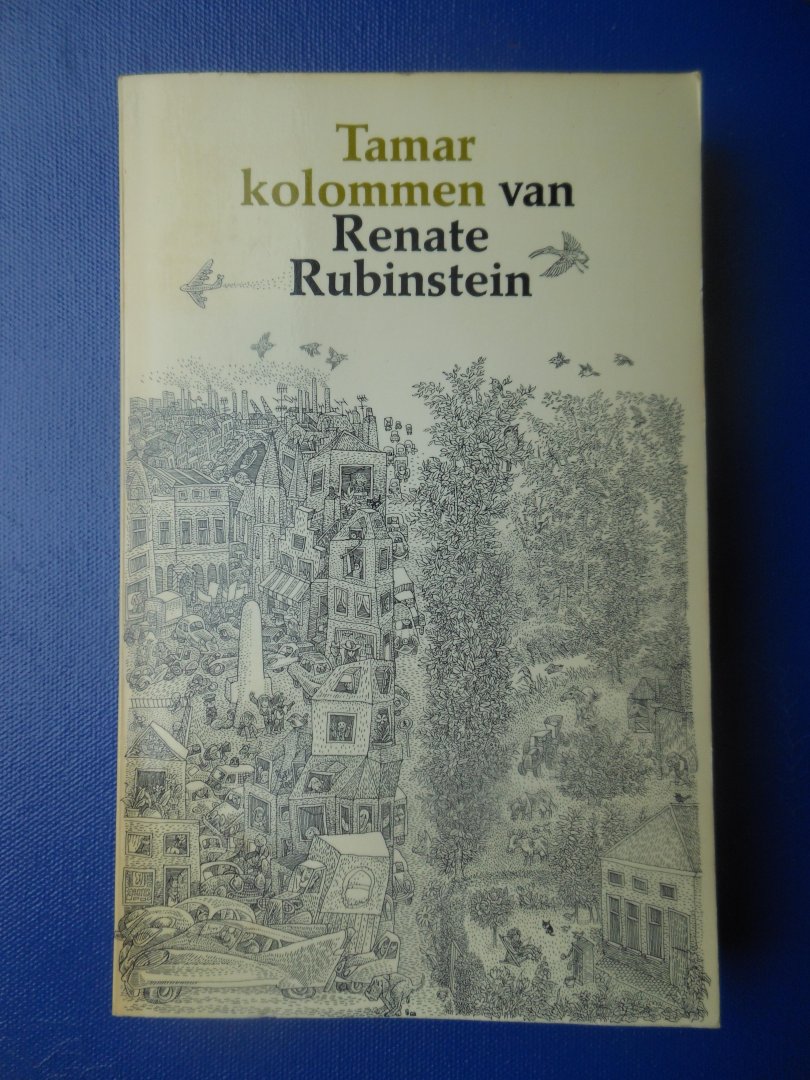 Tamar
kolommen van
Renate
Rubinstein